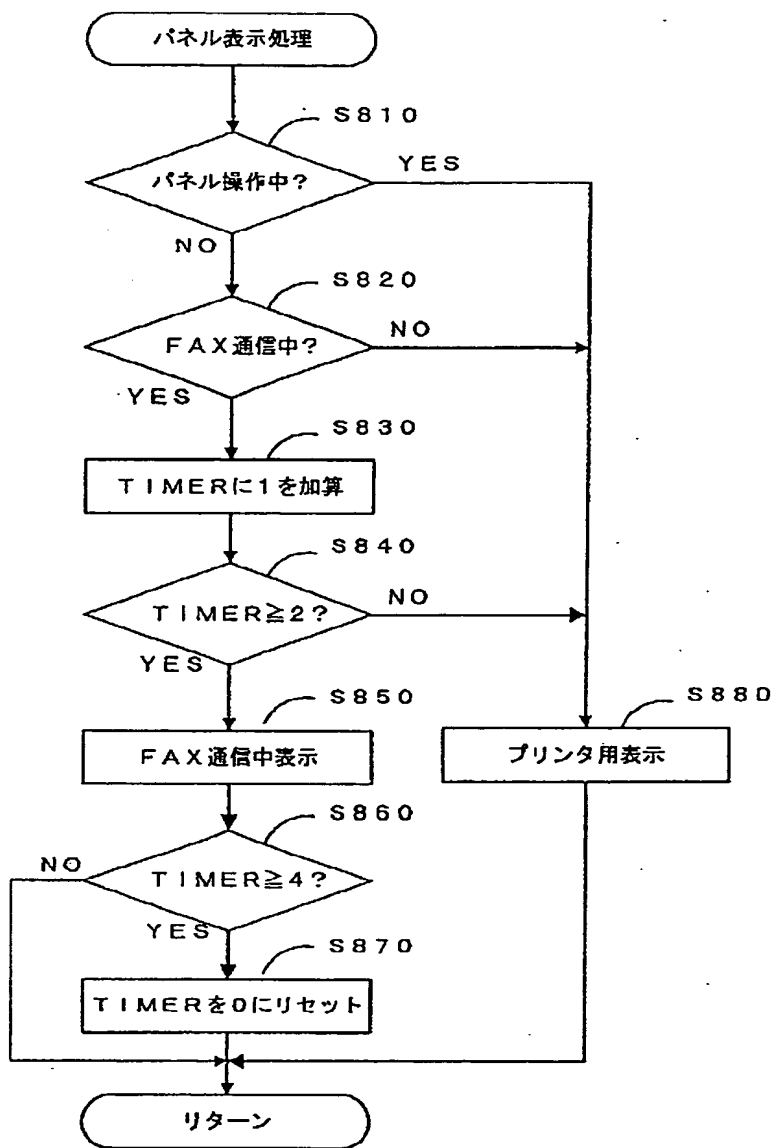 パネル表示処理
S810
パネル操作中?
YES
NO
S820
FAX通信中?
NO
YES
S830
TIMERに1を加算
S840
TIMER≧2?
NO
YES
S850
FAX通信中表示
S880
プリンタ用表示
S860
TIMER≧4?
NO
YES
S870
TIMERを0にリセット
リターン